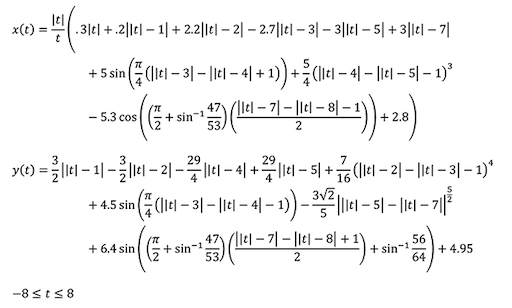 x(t) = |t|/t (.3|t| + .2||t| − 1| + 2.2||t| − 2| − 2.7||t| − 3| − 3||t| − 5| + 3||t| − 7|
+ 5 sin(π/4 (||t| − 3| − ||t| − 4| + 1)) + 5/4 (||t| − 4| − ||t| − 5| − 1)³
− 5.3 cos((π/2 + sin⁻¹ 47/53)((||t| − 7| − ||t| − 8| − 1)/2)) + 2.8)
y(t) = 3/2 ||t| − 1| − 3/2 ||t| − 2| − 29/4 ||t| − 4| + 29/4 ||t| − 5| + 7/16 (||t| − 2| − ||t| − 3| − 1)⁴
+ 4.5 sin(π/4 (||t| − 3| − ||t| − 4| − 1)) − 3√2/5 |||t| − 5| − ||t| − 7||^(5/2)
+ 6.4 sin((π/2 + sin⁻¹ 47/53)((||t| − 7| − ||t| − 8| + 1)/2) + sin⁻¹ 56/64) + 4.95
−8 ≤ t ≤ 8